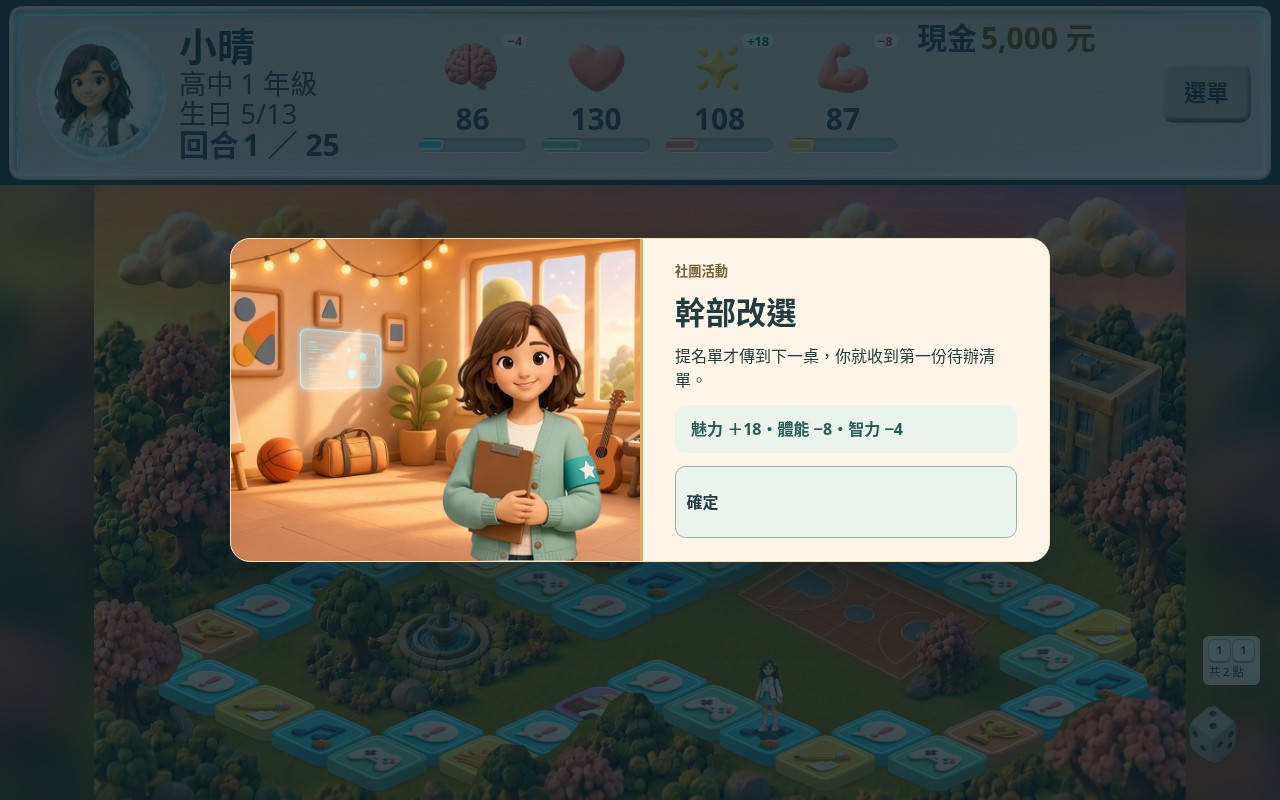 小晴
高中 1 年級
生日 5/13
回合 1 ／ 25
−4
86
130
+18
108
−8
87
現金 5,000 元
選單
社團活動
幹部改選
提名單才傳到下一桌，你就收到第一份待辦清
單。
魅力 ＋18・體能 −8・智力 −4
確定
1 1
共 2 點